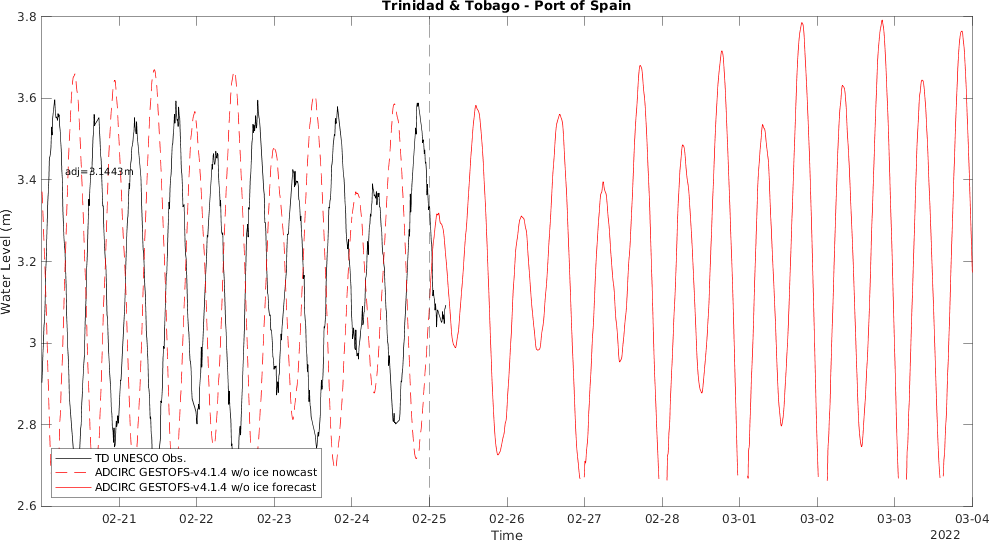 Trinidad & Tobago - Port of Spain
3.8
3.6
3.4
3.2
3
2.8
2.6
Water Level (m)
adj=3.1443m
TD UNESCO Obs.
ADCIRC GESTOFS-v4.1.4 w/o ice nowcast
ADCIRC GESTOFS-v4.1.4 w/o ice forecast
02-21 02-22 02-23 02-24 02-25 02-26 02-27 02-28 03-01 03-02 03-03 03-04
Time
2022